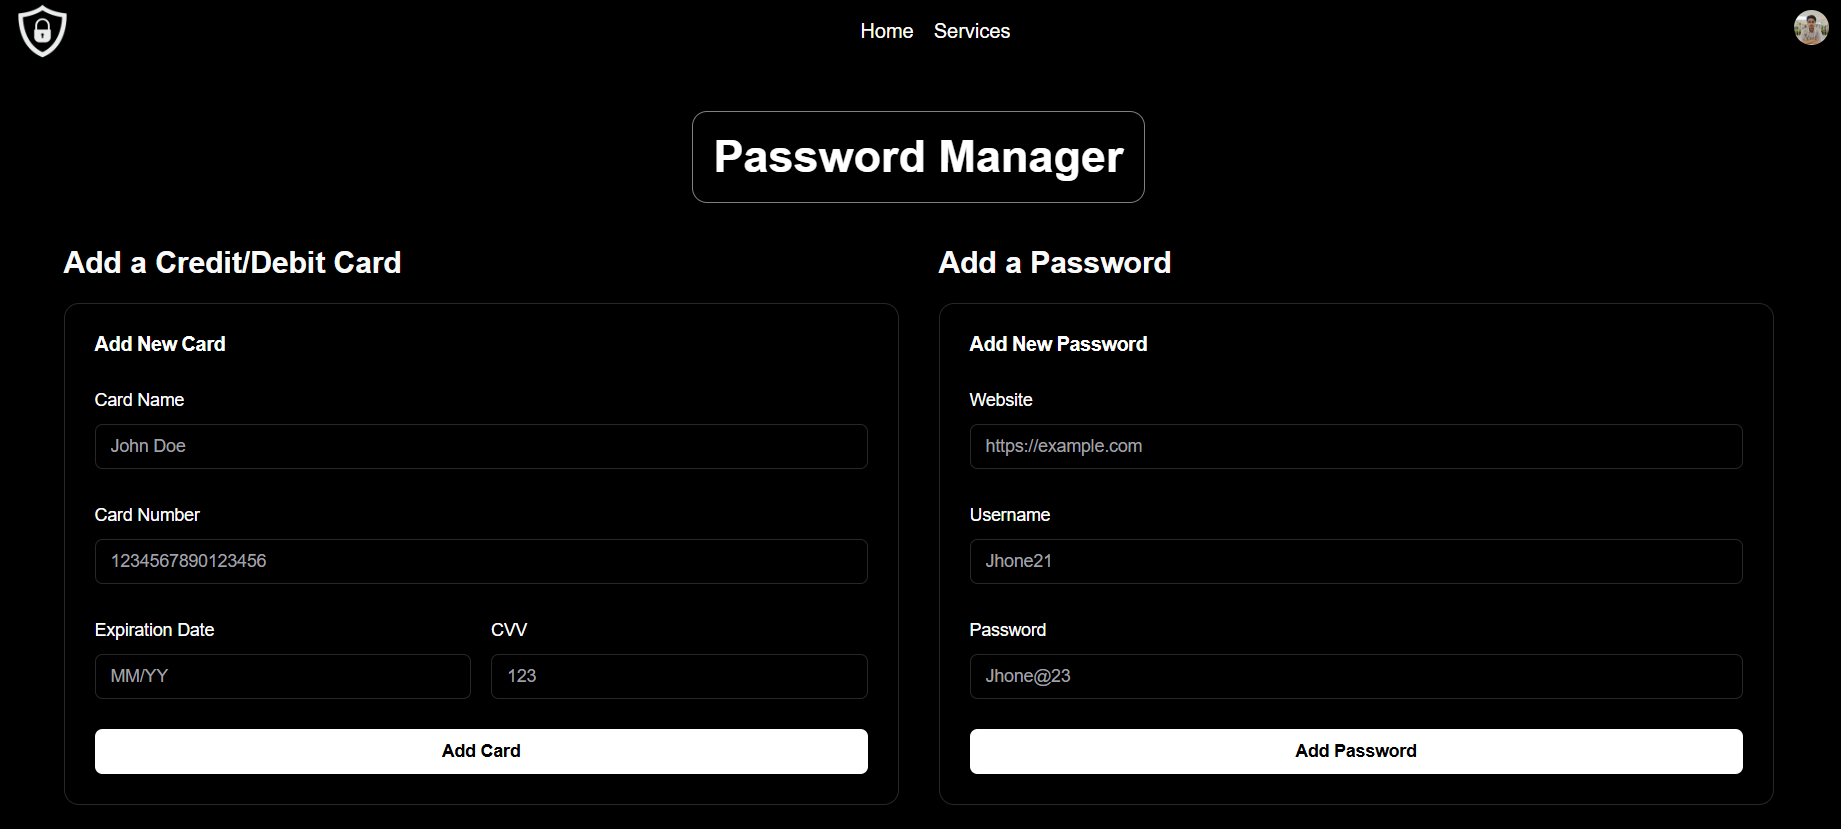 Home Services
Password Manager
Add a Credit/Debit Card
Add New Card
Card Name
John Doe
Card Number
1234567890123456
Expiration Date
MM/YY
CVV
123
Add Card
Add a Password
Add New Password
Website
https://example.com
Username
Jhone21
Password
Jhone@23
Add Password